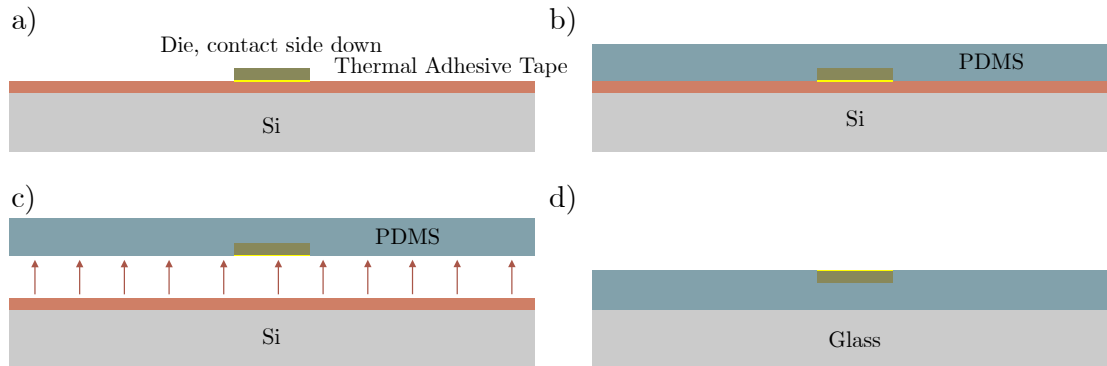 a)
Die, contact side down
Thermal Adhesive Tape
Si
b)
PDMS
Si
c)
PDMS
Si
d)
Glass